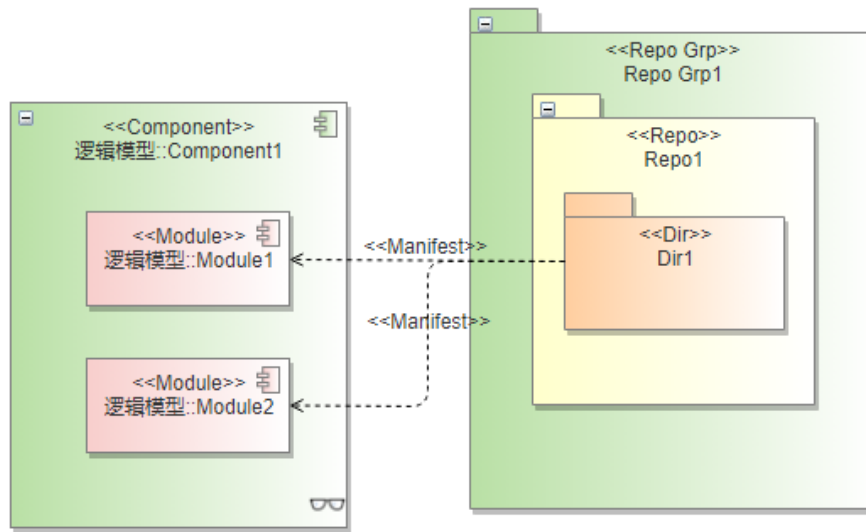 <<Component>>
逻辑模型::Component1
<<Module>>
逻辑模型::Module1
<<Module>>
逻辑模型::Module2
<<Manifest>>
<<Manifest>>
<<Repo Grp>>
Repo Grp1
<<Repo>>
Repo1
<<Dir>>
Dir1